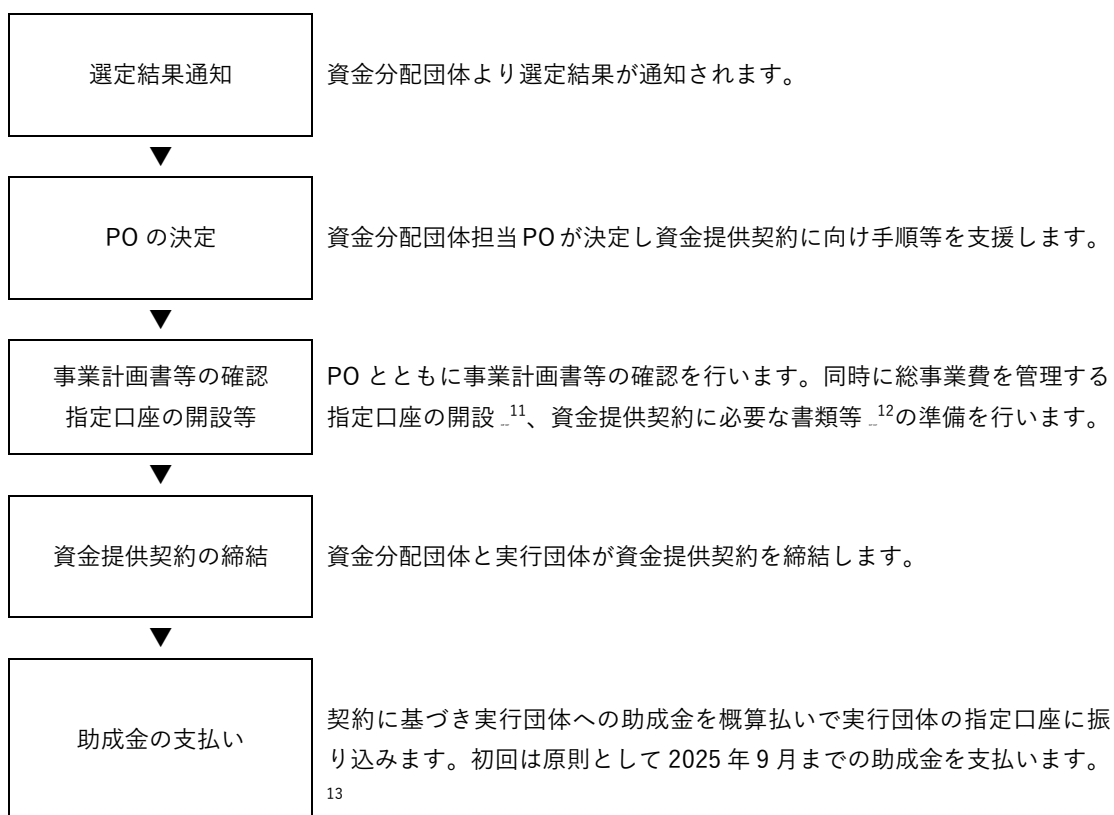 選定結果通知
資金分配団体より選定結果が通知されます。
▼
PO の決定
資金分配団体担当 PO が決定し資金提供契約に向け手順等を支援します。
▼
事業計画書等の確認
指定口座の開設等
PO とともに事業計画書等の確認を行います。同時に総事業費を管理する
指定口座の開設 11、資金提供契約に必要な書類等 12の準備を行います。
▼
資金提供契約の締結
資金分配団体と実行団体が資金提供契約を締結します。
▼
助成金の支払い
契約に基づき実行団体への助成金を概算払いで実行団体の指定口座に振
り込みます。初回は原則として 2025 年 9 月までの助成金を支払います。
13